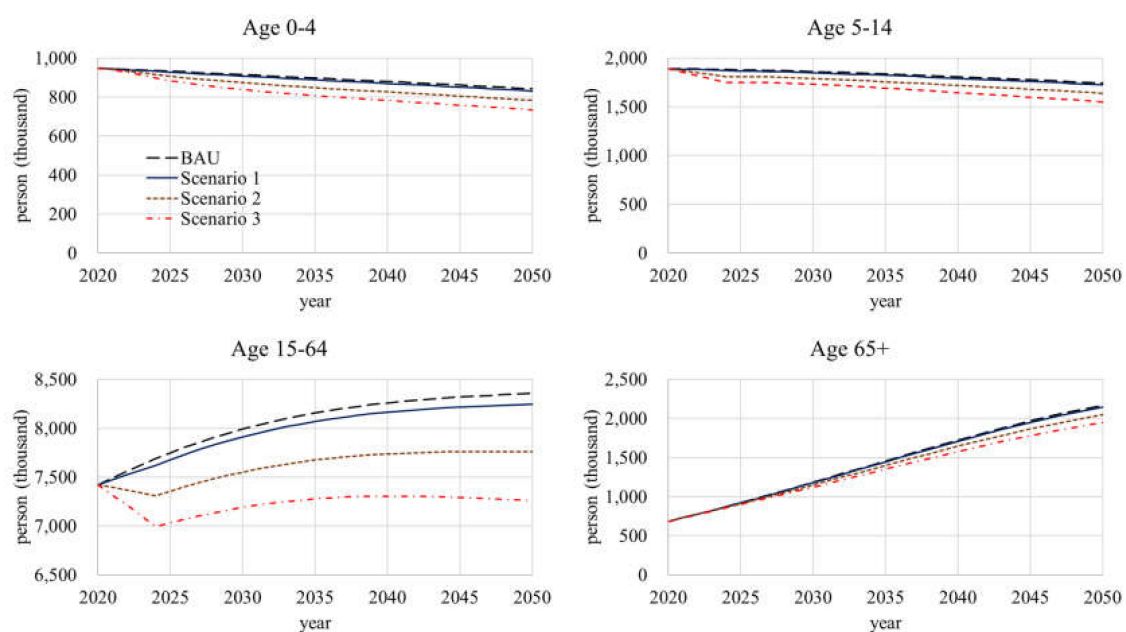 Age 0-4
person (thousand)
1,000
800
600
400
200
0
BAU
Scenario 1
Scenario 2
Scenario 3
2020 2025 2030 2035 2040 2045 2050
year
Age 5-14
person (thousand)
2,000
1,500
1,000
500
0
2020 2025 2030 2035 2040 2045 2050
year
Age 15-64
person (thousand)
8,500
8,000
7,500
7,000
6,500
2020 2025 2030 2035 2040 2045 2050
year
Age 65+
person (thousand)
2,500
2,000
1,500
1,000
500
0
2020 2025 2030 2035 2040 2045 2050
year